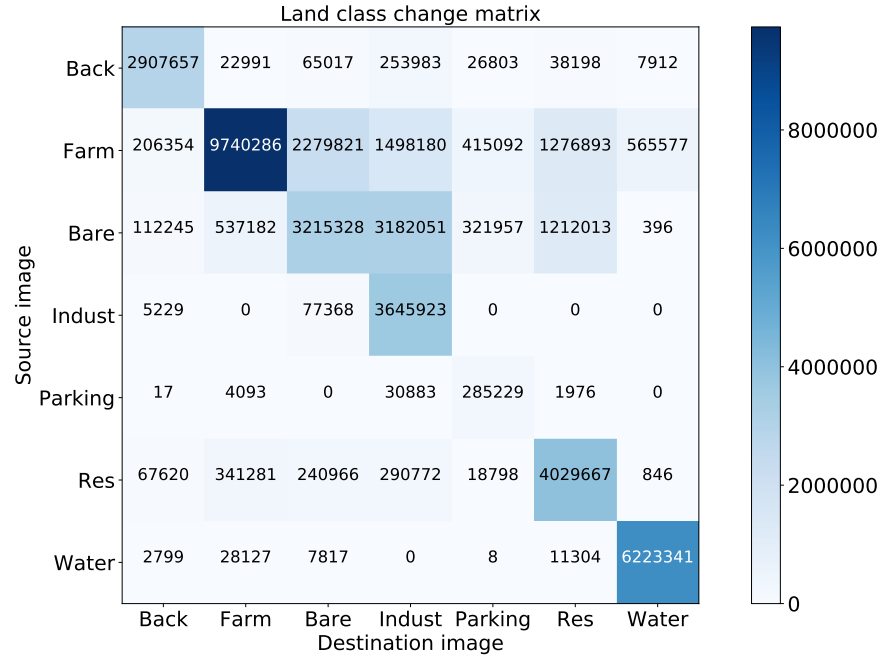 Land class change matrix
Back 2907657 22991 65017 253983 26803 38198 7912
Farm 206354 9740286 2279821 1498180 415092 1276893 565577
Bare 112245 537182 3215328 3182051 321957 1212013 396
Indust 5229 0 77368 3645923 0 0 0
Parking 17 4093 0 30883 285229 1976 0
Res 67620 341281 240966 290772 18798 4029667 846
Water 2799 28127 7817 0 8 11304 6223341
Back Farm Bare Indust Parking Res Water
Destination image
Source image
8000000
6000000
4000000
2000000
0